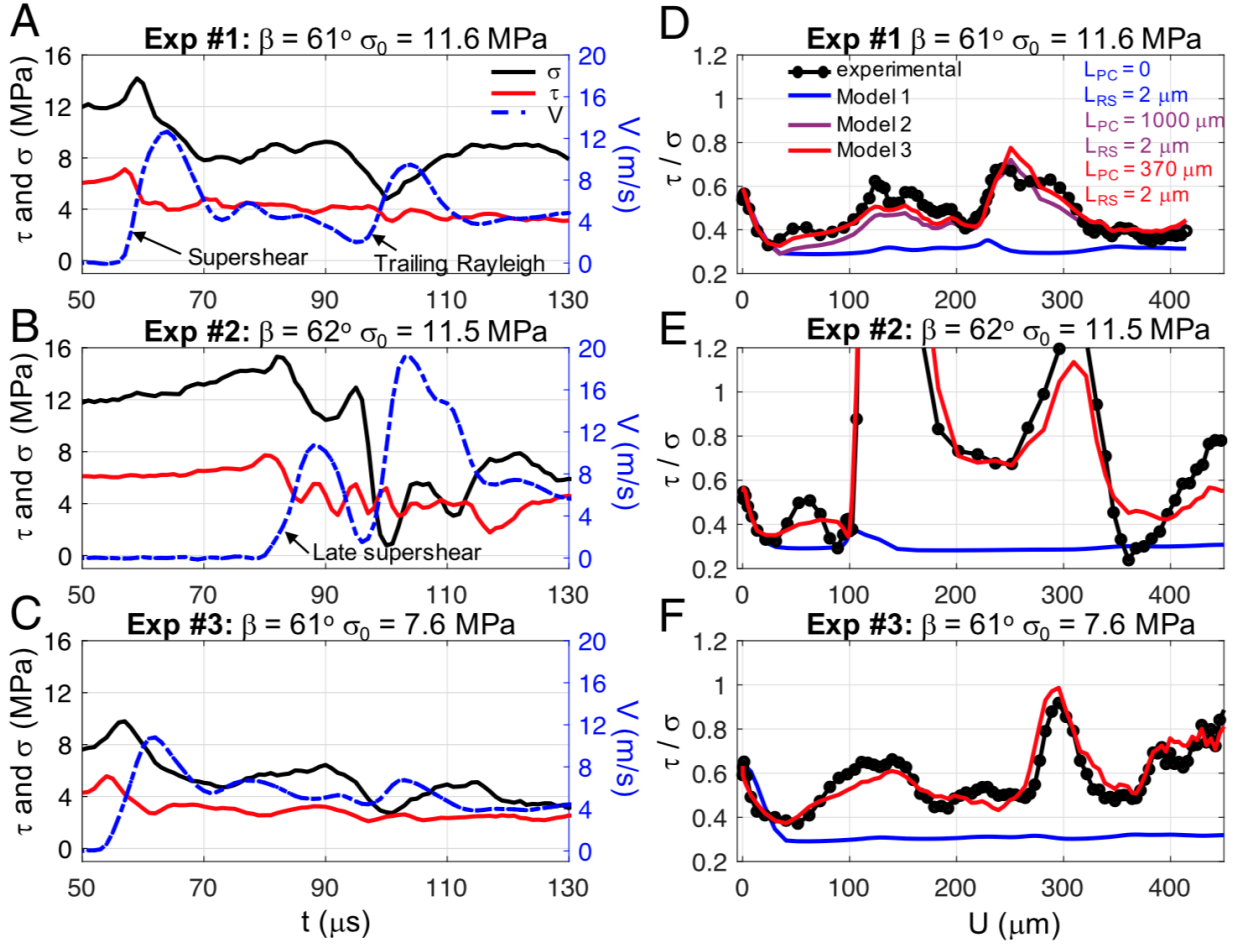 A
Exp #1: β = 61° σ₀ = 11.6 MPa
τ and σ (MPa)
16
12
8
4
0
σ
τ
V
Supershear
Trailing Rayleigh
20
16
12
8
4
0
V (m/s)
50 70 90 110 130
B
Exp #2: β = 62° σ₀ = 11.5 MPa
τ and σ (MPa)
16
12
8
4
0
Late supershear
20
16
12
8
4
0
V (m/s)
50 70 90 110 130
C
Exp #3: β = 61° σ₀ = 7.6 MPa
τ and σ (MPa)
16
12
8
4
0
20
16
12
8
4
0
V (m/s)
50 70 90 110 130
t (μs)
D
Exp #1 β = 61° σ₀ = 11.6 MPa
τ / σ
1.2
1
0.8
0.6
0.4
0.2
experimental
Model 1
Model 2
Model 3
L_PC = 0
L_RS = 2 μm
L_PC = 1000 μm
L_RS = 2 μm
L_PC = 370 μm
L_RS = 2 μm
0 100 200 300 400
E
Exp #2: β = 62° σ₀ = 11.5 MPa
τ / σ
1.2
1
0.8
0.6
0.4
0.2
0 100 200 300 400
F
Exp #3: β = 61° σ₀ = 7.6 MPa
τ / σ
1.2
1
0.8
0.6
0.4
0.2
0 100 200 300 400
U (μm)